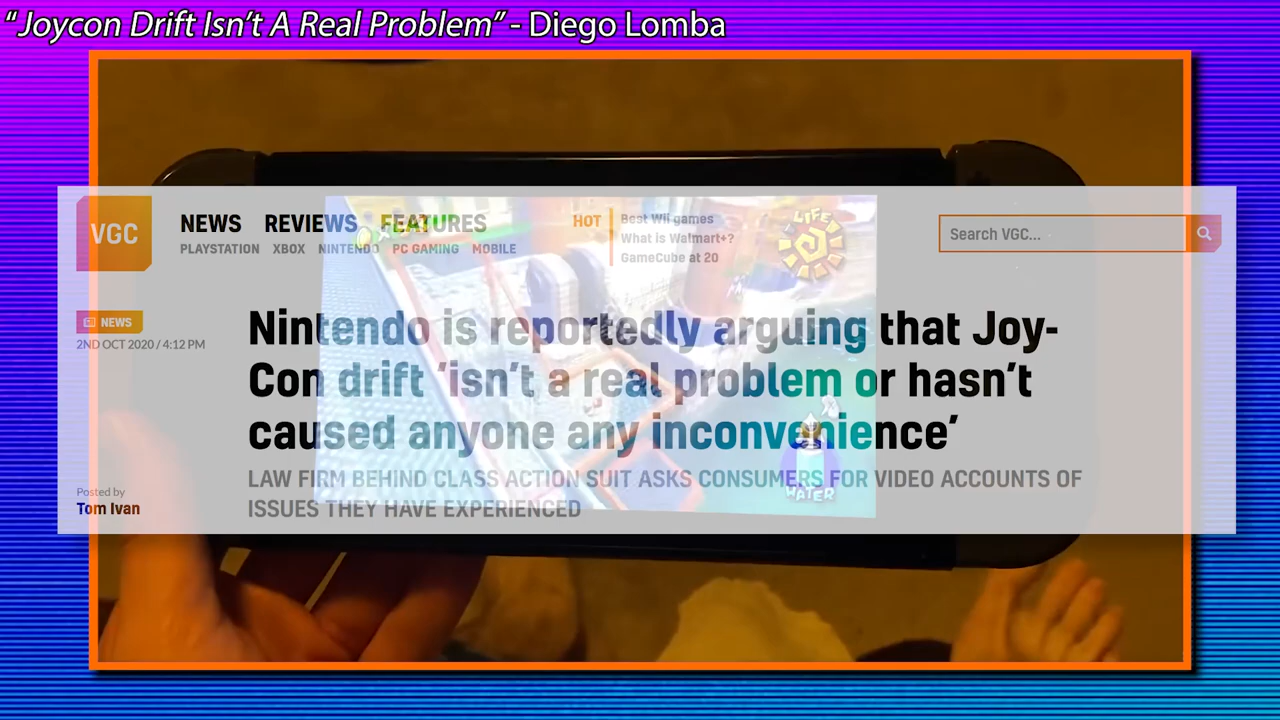 “Joycon Drift Isn’t A Real Problem” - Diego Lomba
VGC
NEWS REVIEWS FEATURES
PLAYSTATION XBOX NINTENDO PC GAMING MOBILE
HOT
Best Wii games
What is Walmart+?
GameCube at 20
LIFE
Search VGC...
NEWS
2ND OCT 2020 / 4:12 PM
Nintendo is reportedly arguing that Joy-
Con drift ‘isn’t a real problem or hasn’t
caused anyone any inconvenience’
LAW FIRM BEHIND CLASS ACTION SUIT ASKS CONSUMERS FOR VIDEO ACCOUNTS OF
ISSUES THEY HAVE EXPERIENCED
WATER
Posted by
Tom Ivan